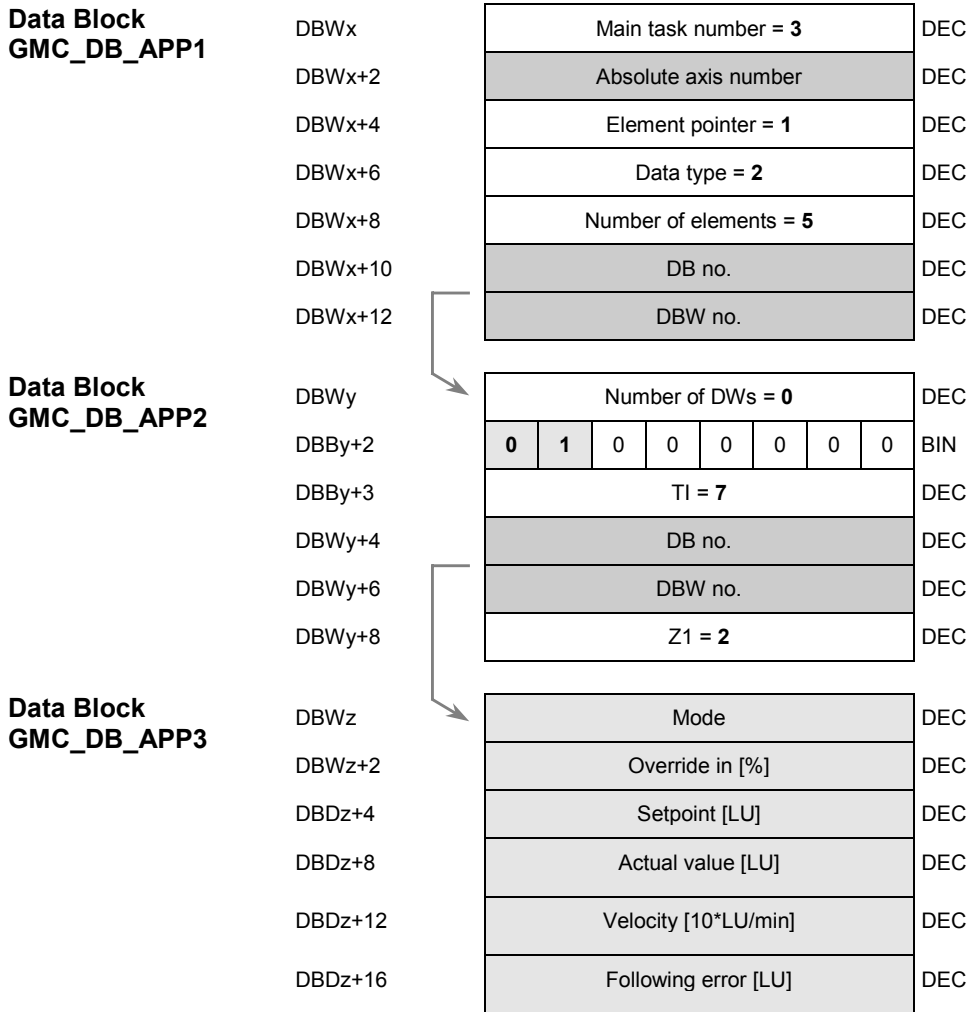 Data Block
GMC_DB_APP1
DBWx Main task number = 3 DEC
DBWx+2 Absolute axis number DEC
DBWx+4 Element pointer = 1 DEC
DBWx+6 Data type = 2 DEC
DBWx+8 Number of elements = 5 DEC
DBWx+10 DB no. DEC
DBWx+12 DBW no. DEC
Data Block
GMC_DB_APP2
DBWy Number of DWs = 0 DEC
DBBy+2 0 1 0 0 0 0 0 0 BIN
DBBy+3 TI = 7 DEC
DBWy+4 DB no. DEC
DBWy+6 DBW no. DEC
DBWy+8 Z1 = 2 DEC
Data Block
GMC_DB_APP3
DBWz Mode DEC
DBWz+2 Override in [%] DEC
DBDz+4 Setpoint [LU] DEC
DBDz+8 Actual value [LU] DEC
DBDz+12 Velocity [10*LU/min] DEC
DBDz+16 Following error [LU] DEC